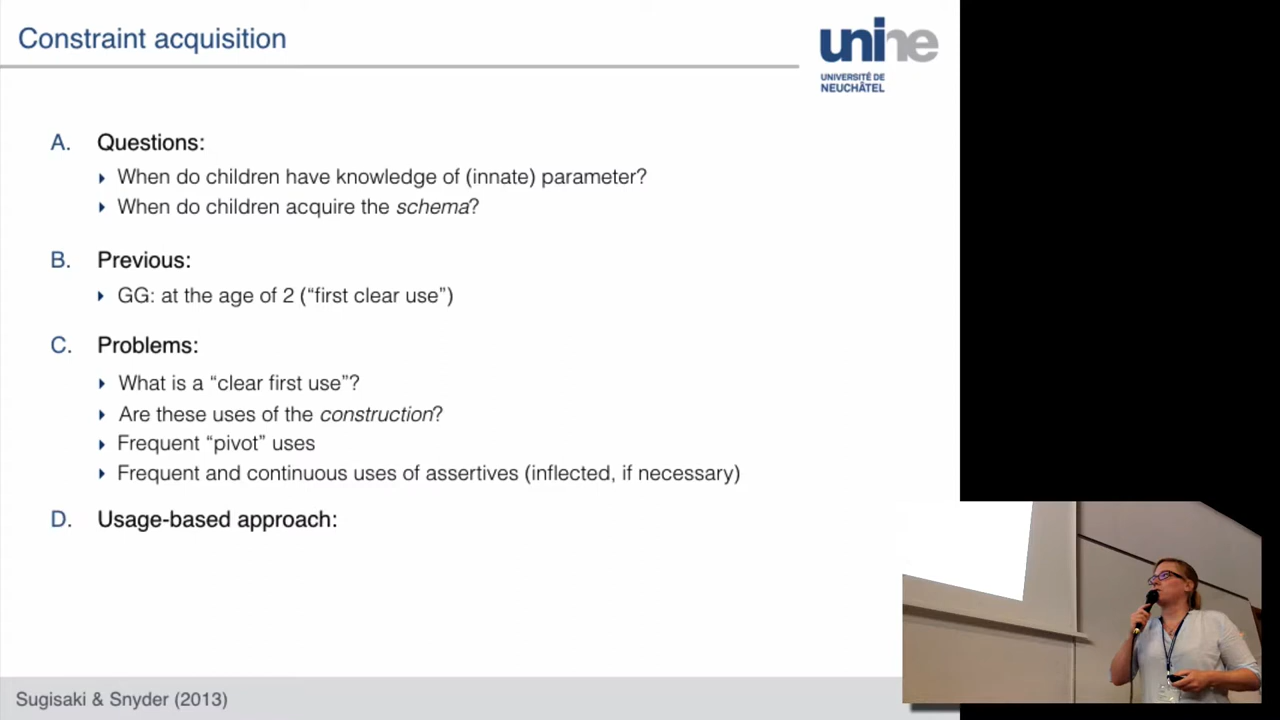 Constraint acquisition
unine
UNIVERSITÉ DE
NEUCHÂTEL
A. Questions:
When do children have knowledge of (innate) parameter?
When do children acquire the schema?
B. Previous:
GG: at the age of 2 (“first clear use”)
C. Problems:
What is a “clear first use”?
Are these uses of the construction?
Frequent “pivot” uses
Frequent and continuous uses of assertives (inflected, if necessary)
D. Usage-based approach:
Sugisaki & Snyder (2013)